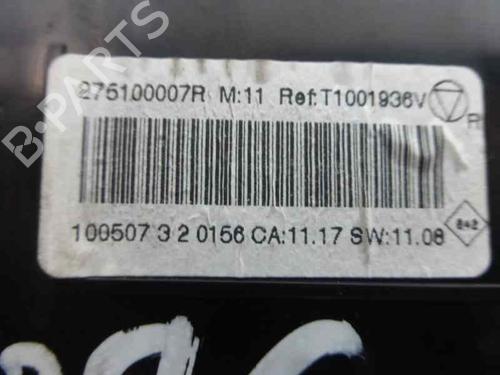 275100007R M:11 Ref:T1001936V
R
100507 3 2 0156 CA:11.17 SW:11.08
B-PARTS